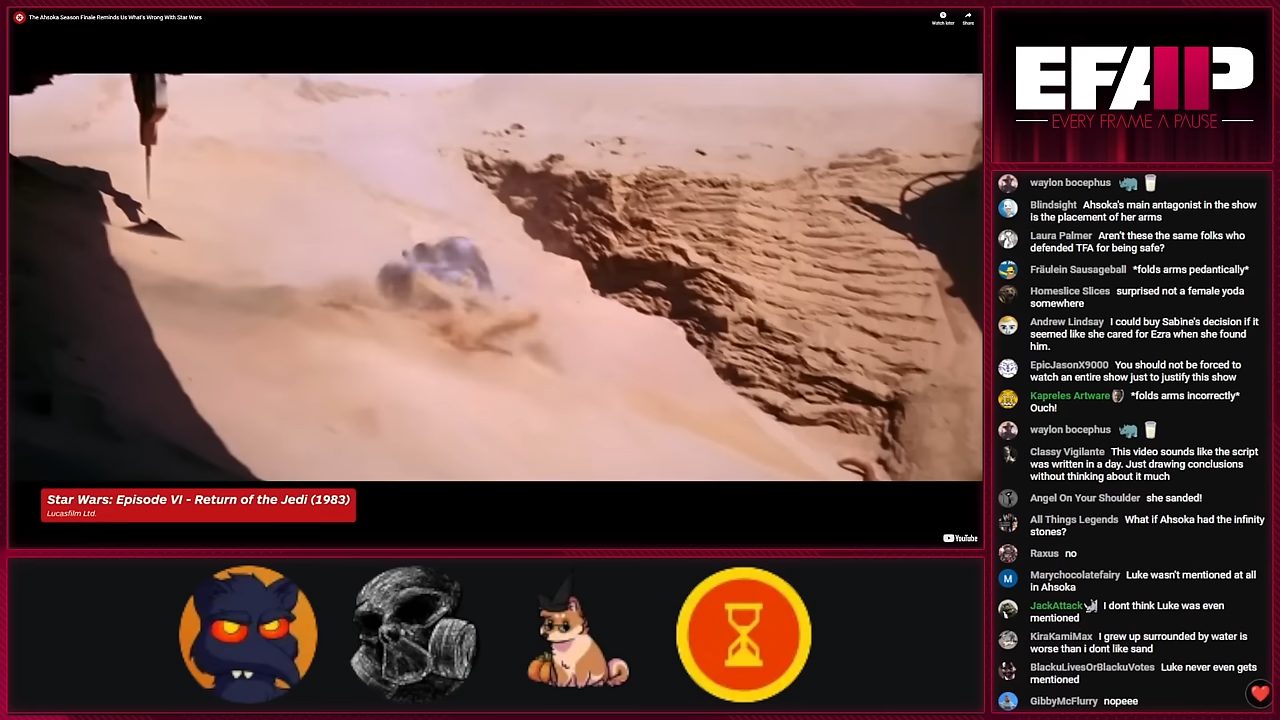 The Ahsoka Season Finale Reminds Us What's Wrong With Star Wars
Watch later
Share
Star Wars: Episode VI - Return of the Jedi (1983)
Lucasfilm Ltd.
YouTube
EFAP
EVERY FRAME A PAUSE
waylon bocephus
Blindsight Ahsoka's main antagonist in the show
is the placement of her arms
Laura Palmer Aren't these the same folks who
defended TFA for being safe?
Fräulein Sausageball *folds arms pedantically*
Homeslice Slices surprised not a female yoda
somewhere
Andrew Lindsay I could buy Sabine's decision if it
seemed like she cared for Ezra when she found
him.
EpicJasonX9000 You should not be forced to
watch an entire show just to justify this show
Kapreles Artware *folds arms incorrectly*
Ouch!
waylon bocephus
Classy Vigilante This video sounds like the script
was written in a day. Just drawing conclusions
without thinking about it much
Angel On Your Shoulder she sanded!
All Things Legends What if Ahsoka had the infinity
stones?
Raxus no
M
Marychocolatefairy Luke wasn't mentioned at all
in Ahsoka
JackAttack I dont think Luke was even
mentioned
KiraKamiMax I grew up surrounded by water is
worse than i dont like sand
BlackuLivesOrBlackuVotes Luke never even gets
mentioned
GibbyMcFlurry nopeee